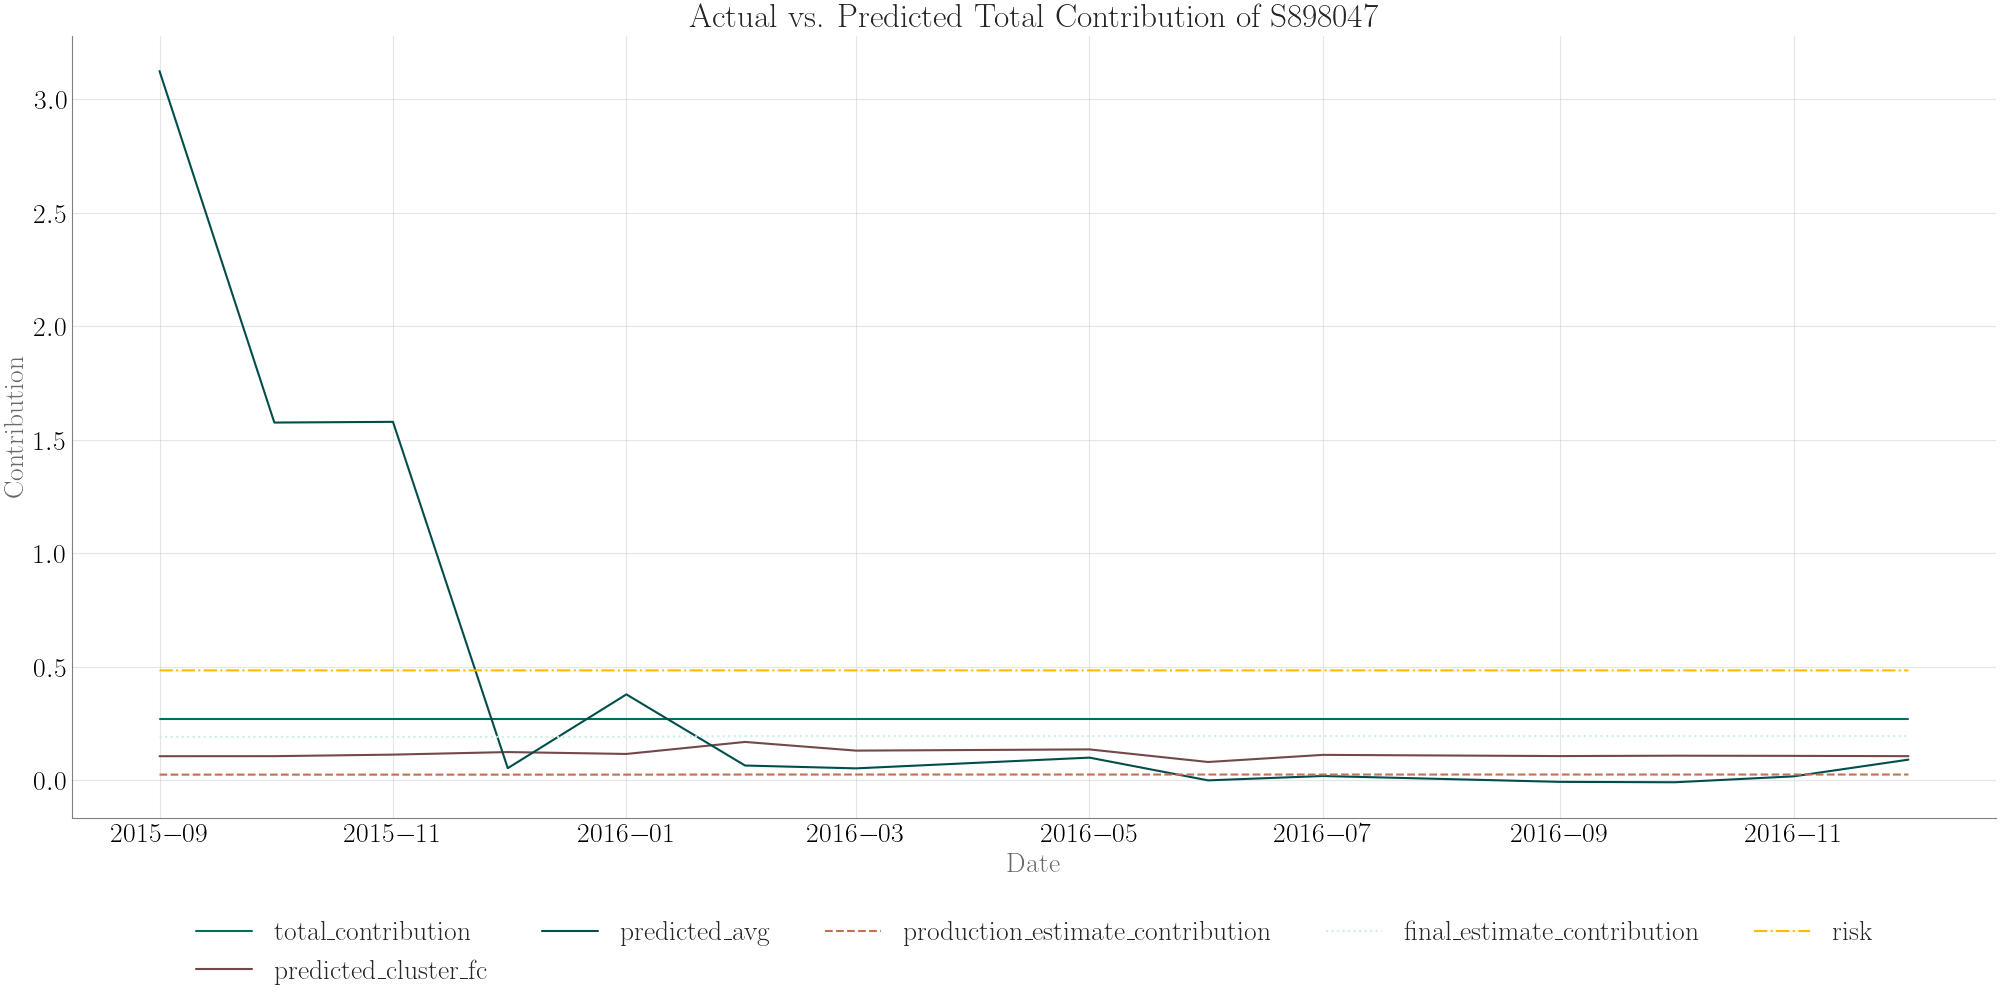 Actual vs. Predicted Total Contribution of S898047
3.0
2.5
2.0
1.5
1.0
0.5
0.0
Contribution
2015–09 2015–11 2016–01 2016–03 2016–05 2016–07 2016–09 2016–11
Date
total_contribution predicted_avg production_estimate_contribution final_estimate_contribution risk
predicted_cluster_fc